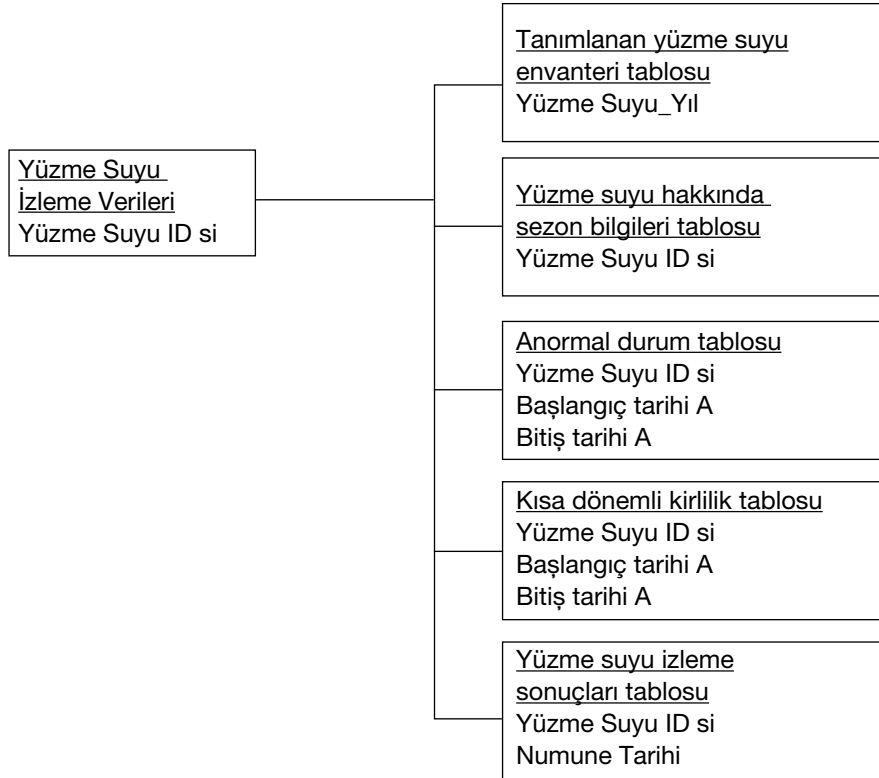 Yüzme Suyu
İzleme Verileri
Yüzme Suyu ID si
Tanımlanan yüzme suyu
envanteri tablosu
Yüzme Suyu_Yıl
Yüzme suyu hakkında
sezon bilgileri tablosu
Yüzme Suyu ID si
Anormal durum tablosu
Yüzme Suyu ID si
Başlangıç tarihi A
Bitiş tarihi A
Kısa dönemli kirlilik tablosu
Yüzme Suyu ID si
Başlangıç tarihi A
Bitiş tarihi A
Yüzme suyu izleme
sonuçları tablosu
Yüzme Suyu ID si
Numune Tarihi